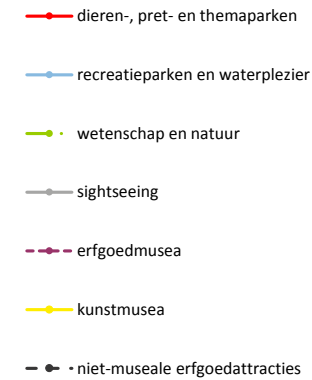 dieren-, pret- en themaparken
recreatieparken en waterplezier
wetenschap en natuur
sightseeing
erfgoedmusea
kunstmusea
niet-museale erfgoedattracties